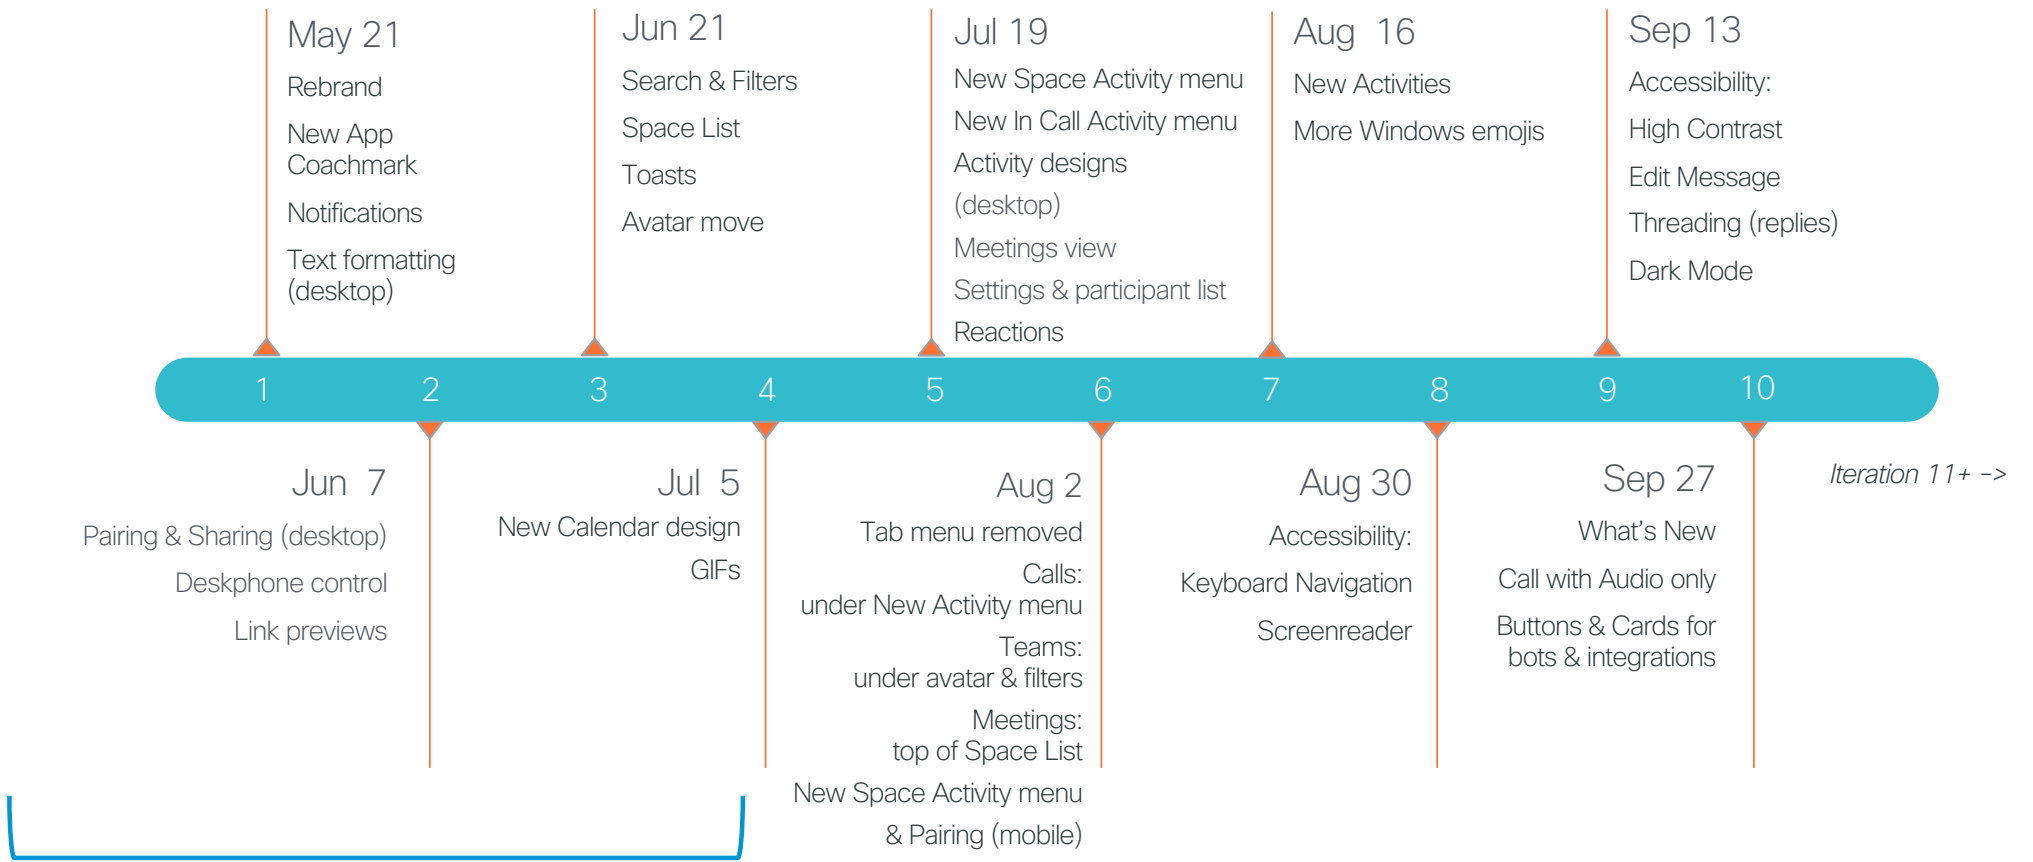 May 21
Rebrand
New App
Coachmark
Notifications
Text formatting
(desktop)
Jun 21
Search & Filters
Space List
Toasts
Avatar move
Jul 19
New Space Activity menu
New In Call Activity menu
Activity designs
(desktop)
Meetings view
Settings & participant list
Reactions
Aug 16
New Activities
More Windows emojis
Sep 13
Accessibility:
High Contrast
Edit Message
Threading (replies)
Dark Mode
1 2 3 4 5 6 7 8 9 10
Jun 7
Pairing & Sharing (desktop)
Deskphone control
Link previews
Jul 5
New Calendar design
GIFs
Aug 2
Tab menu removed
Calls:
under New Activity menu
Teams:
under avatar & filters
Meetings:
top of Space List
New Space Activity menu
& Pairing (mobile)
Aug 30
Accessibility:
Keyboard Navigation
Screenreader
Sep 27
What's New
Call with Audio only
Buttons & Cards for
bots & integrations
Iteration 11+ ->